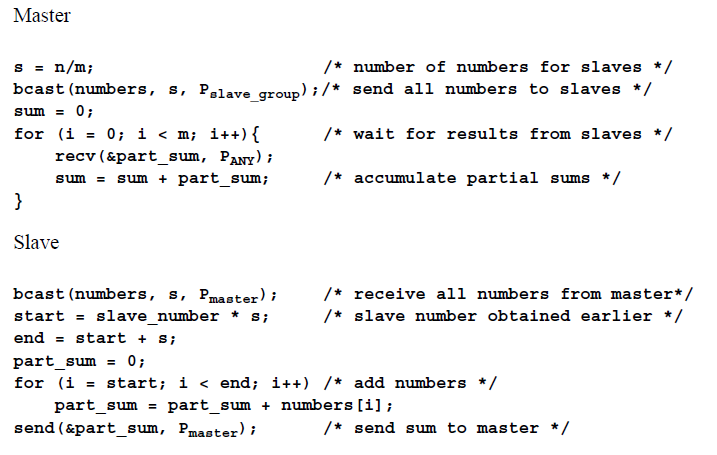 Master
s = n/m; /* number of numbers for slaves */
bcast(numbers, s, Pslave_group);/* send all numbers to slaves */
sum = 0;
for (i = 0; i < m; i++){ /* wait for results from slaves */
recv(&part_sum, PANY);
sum = sum + part_sum; /* accumulate partial sums */
}
Slave
bcast(numbers, s, Pmaster); /* receive all numbers from master*/
start = slave_number * s; /* slave number obtained earlier */
end = start + s;
part_sum = 0;
for (i = start; i < end; i++) /* add numbers */
part_sum = part_sum + numbers[i];
send(&part_sum, Pmaster); /* send sum to master */